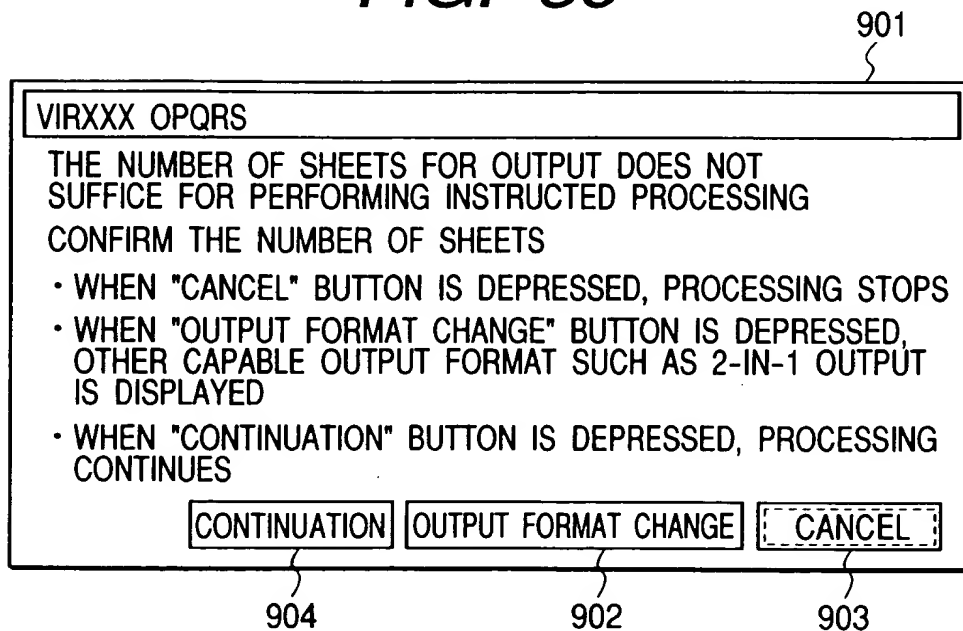 901
VIRXXX OPQRS
THE NUMBER OF SHEETS FOR OUTPUT DOES NOT
SUFFICE FOR PERFORMING INSTRUCTED PROCESSING
CONFIRM THE NUMBER OF SHEETS
· WHEN "CANCEL" BUTTON IS DEPRESSED, PROCESSING STOPS
· WHEN "OUTPUT FORMAT CHANGE" BUTTON IS DEPRESSED,
OTHER CAPABLE OUTPUT FORMAT SUCH AS 2-IN-1 OUTPUT
IS DISPLAYED
· WHEN "CONTINUATION" BUTTON IS DEPRESSED, PROCESSING
CONTINUES
CONTINUATION OUTPUT FORMAT CHANGE CANCEL
904 902 903